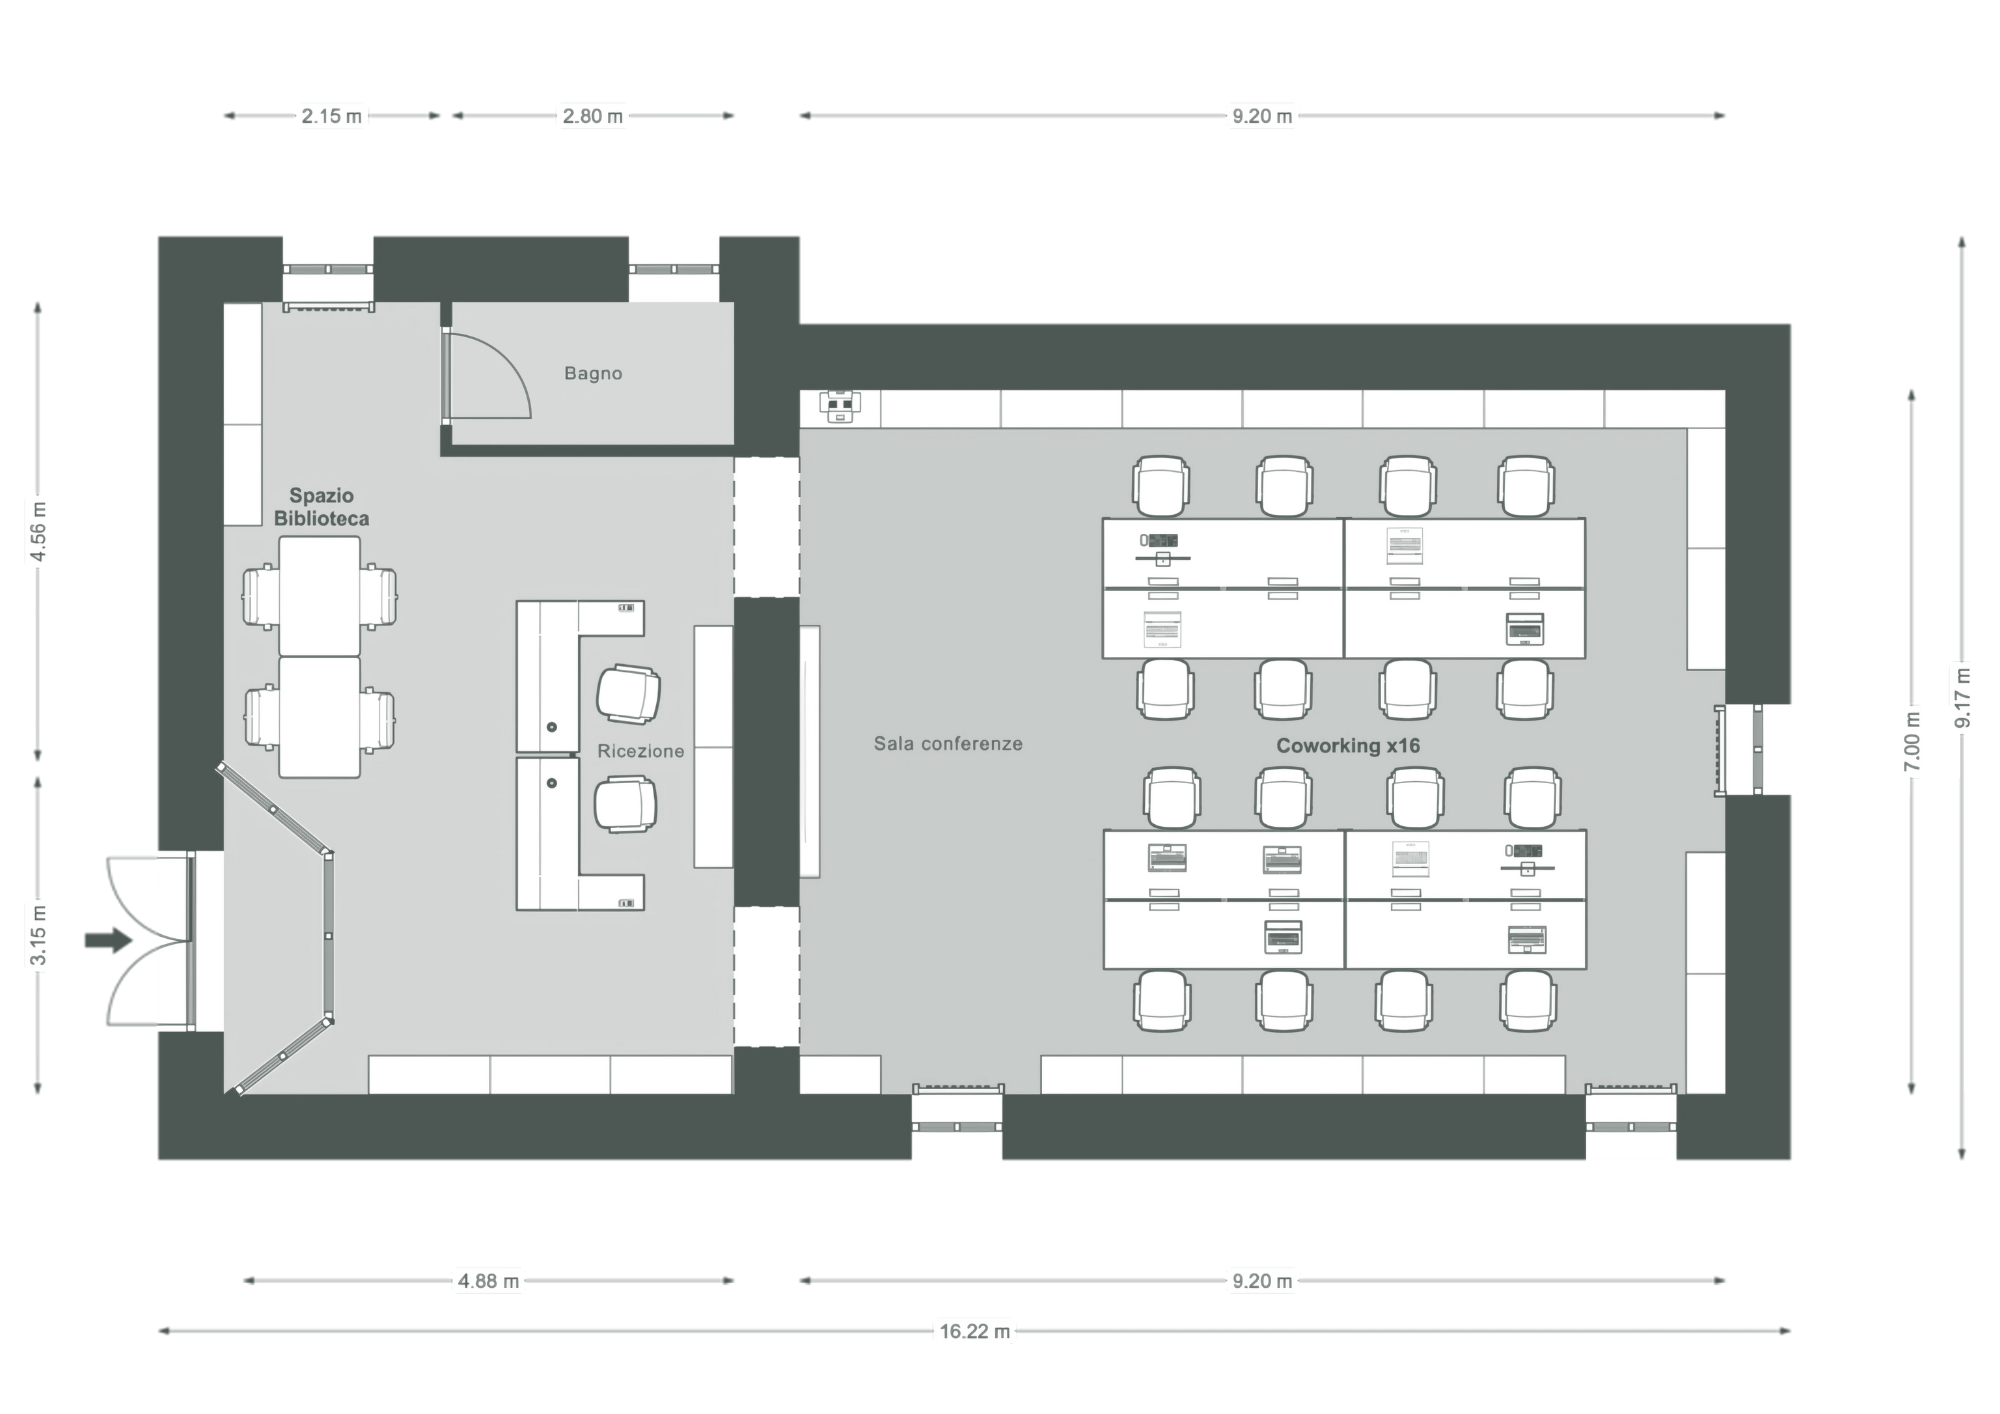 2.15 m
2.80 m
9.20 m
Bagno
Spazio
Biblioteca
4.56 m
9.17 m
7.00 m
Ricezione
Sala conferenze
Coworking x16
3.15 m
4.88 m
9.20 m
16.22 m